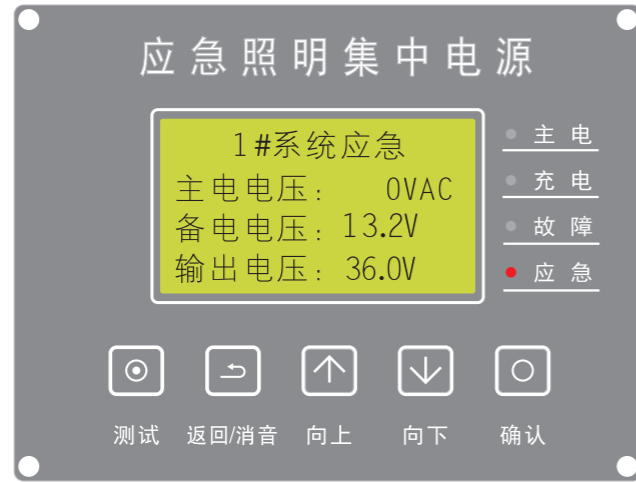 应急照明集中电源
1#系统应急
主电电压： 0VAC
备电电压：13.2V
输出电压：36.0V
主电
充电
故障
应急
测试 返回/消音 向上 向下 确认